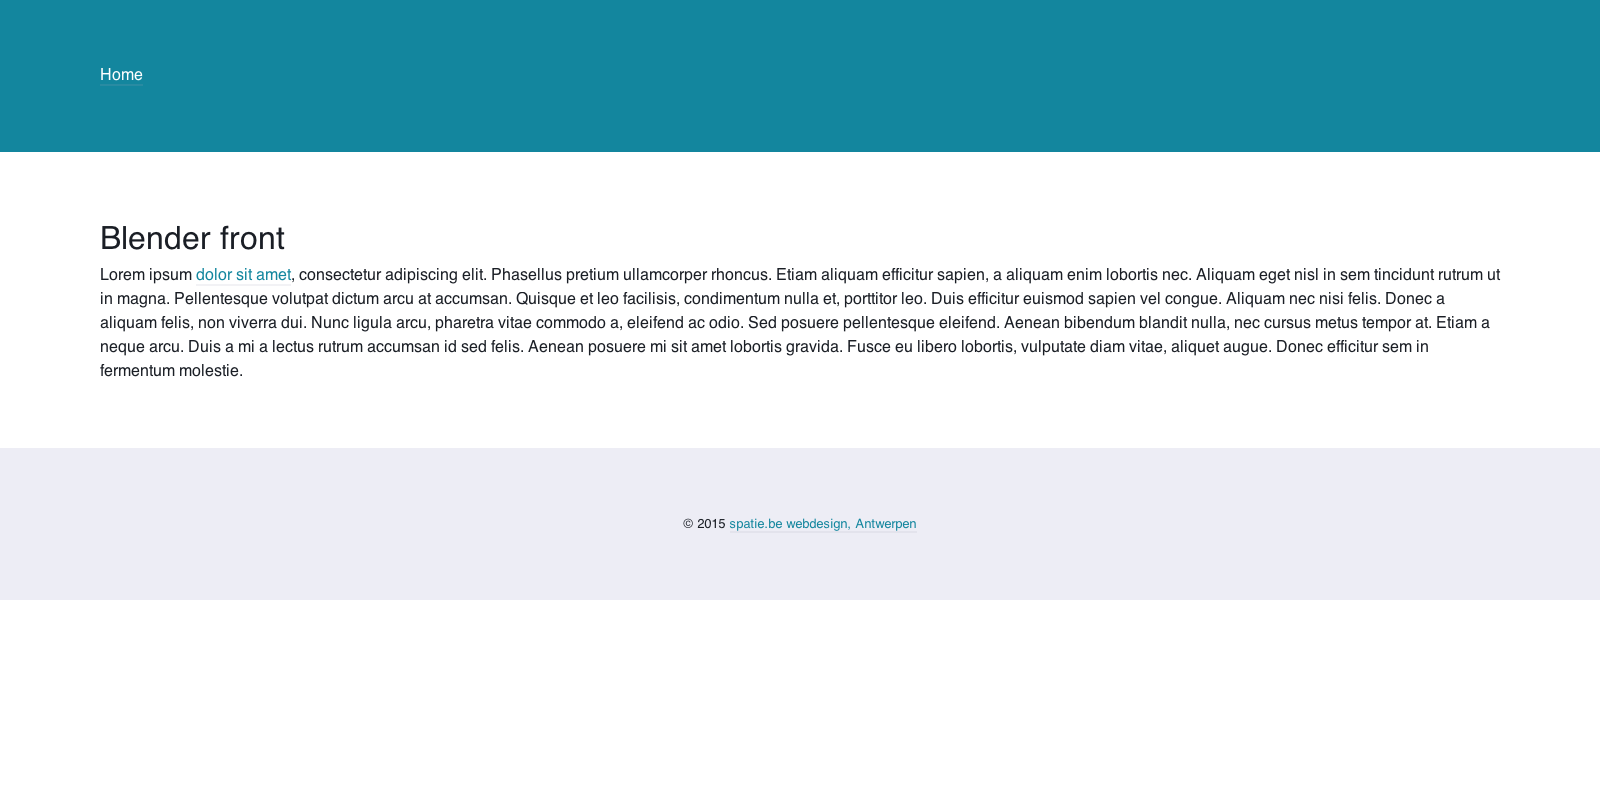 Home
Blender front
Lorem ipsum dolor sit amet, consectetur adipiscing elit. Phasellus pretium ullamcorper rhoncus. Etiam aliquam efficitur sapien, a aliquam enim lobortis nec. Aliquam eget nisl in sem tincidunt rutrum ut
in magna. Pellentesque volutpat dictum arcu at accumsan. Quisque et leo facilisis, condimentum nulla et, porttitor leo. Duis efficitur euismod sapien vel congue. Aliquam nec nisi felis. Donec a
aliquam felis, non viverra dui. Nunc ligula arcu, pharetra vitae commodo a, eleifend ac odio. Sed posuere pellentesque eleifend. Aenean bibendum blandit nulla, nec cursus metus tempor at. Etiam a
neque arcu. Duis a mi a lectus rutrum accumsan id sed felis. Aenean posuere mi sit amet lobortis gravida. Fusce eu libero lobortis, vulputate diam vitae, aliquet augue. Donec efficitur sem in
fermentum molestie.
© 2015 spatie.be webdesign, Antwerpen